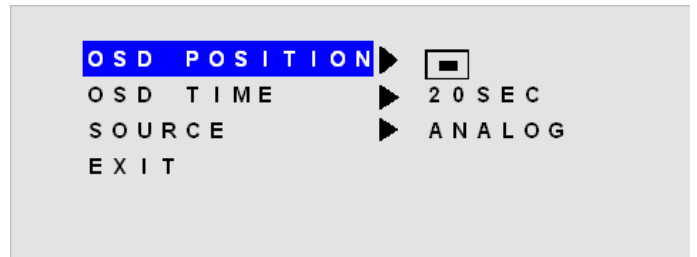 OSD POSITION
OSD TIME 20SEC
SOURCE ANALOG
EXIT